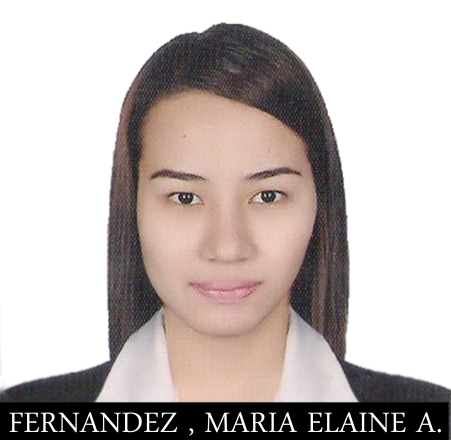 FERNANDEZ , MARIA ELAINE A.